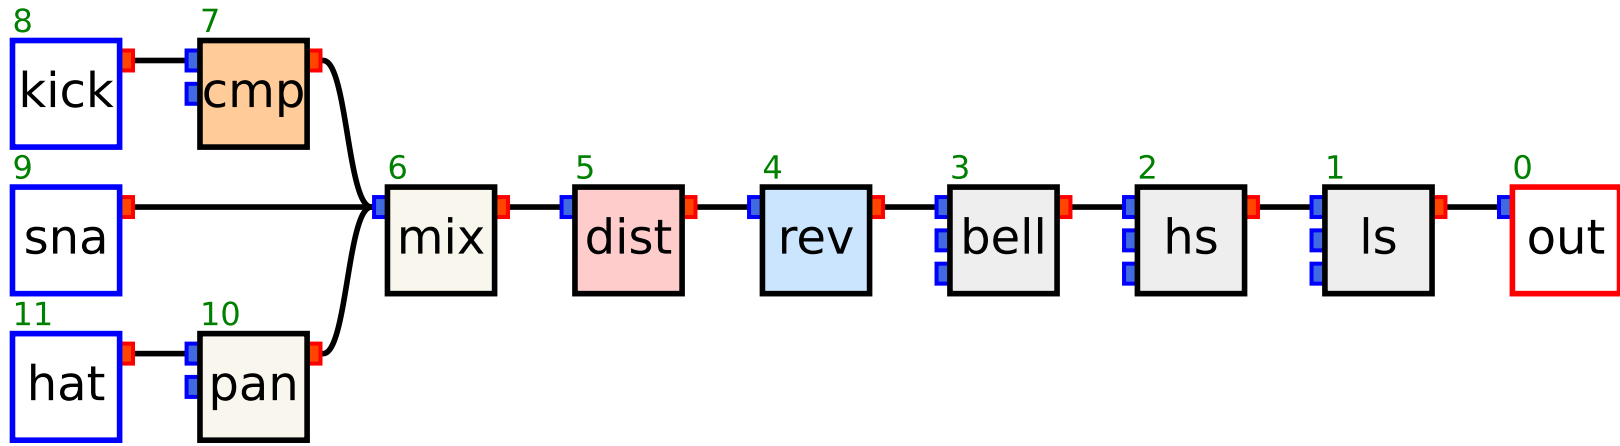 8 7
kick cmp
9 6 5 4 3 2 1 0
sna mix dist rev bell hs ls out
11 10
hat pan